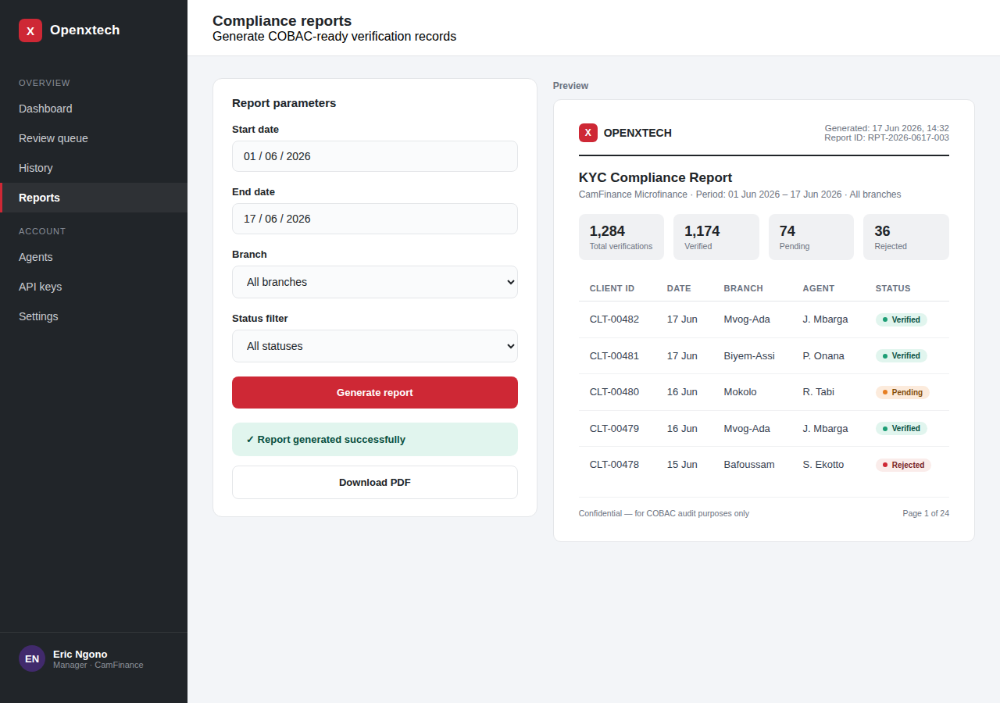 X Openxtech
OVERVIEW
Dashboard
Review queue
History
Reports
ACCOUNT
Agents
API keys
Settings
EN
Eric Ngono
Manager · CamFinance
Compliance reports
Generate COBAC-ready verification records
Report parameters
Start date
01 / 06 / 2026
End date
17 / 06 / 2026
Branch
All branches
Status filter
All statuses
Generate report
✓ Report generated successfully
Download PDF
Preview
X OPENXTECH
Generated: 17 Jun 2026, 14:32
Report ID: RPT-2026-0617-003
KYC Compliance Report
CamFinance Microfinance · Period: 01 Jun 2026 – 17 Jun 2026 · All branches
1,284 1,174 74 36
Total verifications Verified Pending Rejected
CLIENT ID DATE BRANCH AGENT STATUS
CLT-00482 17 Jun Mvog-Ada J. Mbarga Verified
CLT-00481 17 Jun Biyem-Assi P. Onana Verified
CLT-00480 16 Jun Mokolo R. Tabi Pending
CLT-00479 16 Jun Mvog-Ada J. Mbarga Verified
CLT-00478 15 Jun Bafoussam S. Ekotto Rejected
Confidential — for COBAC audit purposes only Page 1 of 24